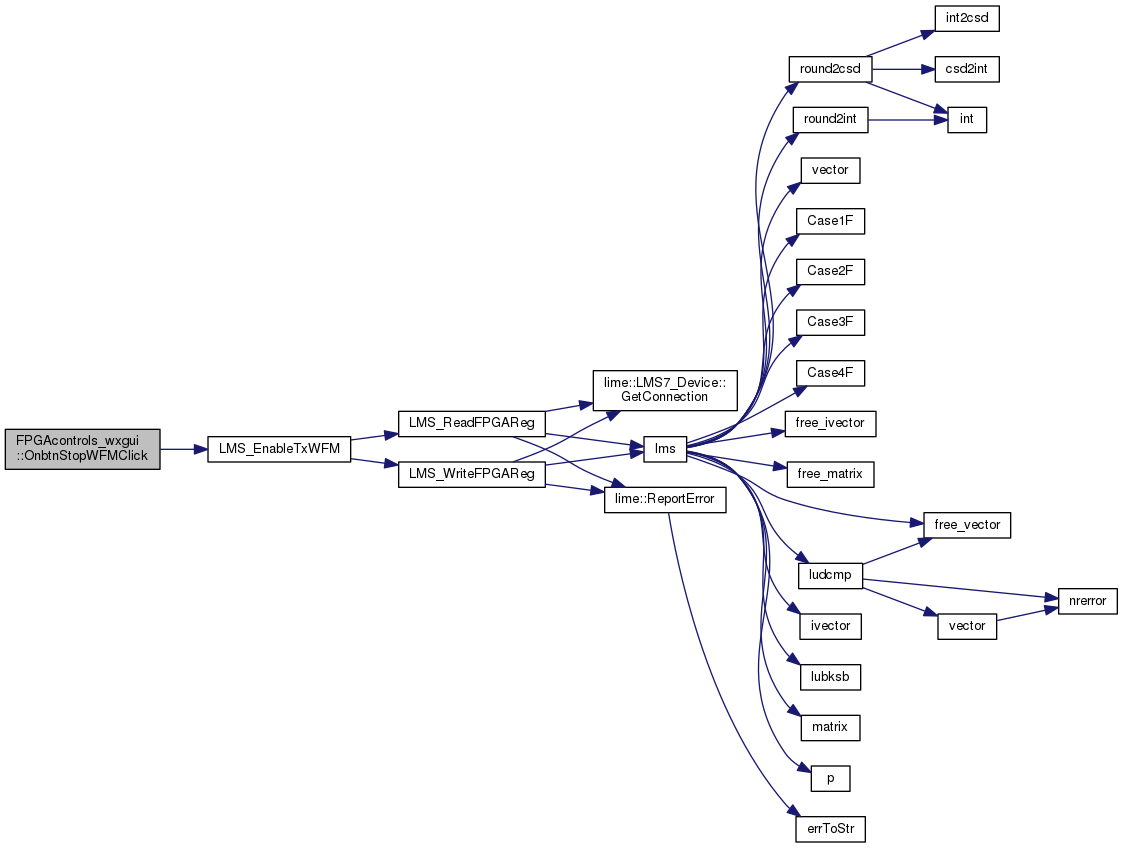 FPGAcontrols_wxgui
::OnbtnStopWFMClick
LMS_EnableTxWFM
LMS_ReadFPGAReg
LMS_WriteFPGAReg
lime::LMS7_Device::
GetConnection
lms
lime::ReportError
round2csd
round2int
vector
Case1F
Case2F
Case3F
Case4F
free_ivector
free_matrix
ludcmp
ivector
lubksb
matrix
p
errToStr
int2csd
csd2int
int
free_vector
vector
nrerror